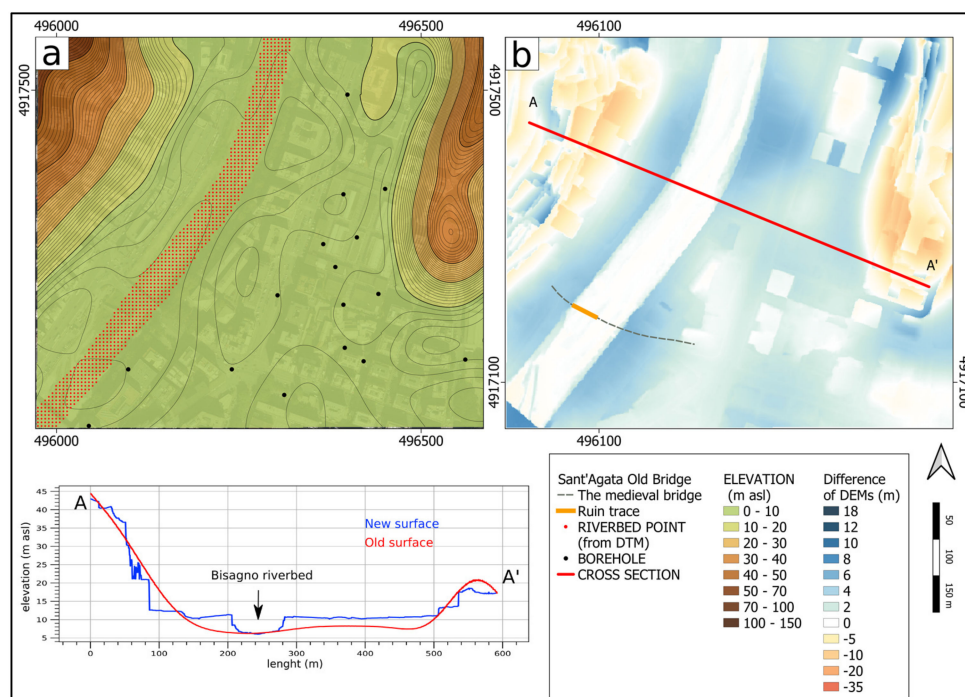 496000
496500
496100
a
b
4917500
4917500
4917500
A
A'
4917100
4917100
496000
496500
496100
A
A'
New surface
Old surface
Bisagno riverbed
elevation (m asl)
45
40
35
30
25
20
15
10
5
0
100
200
300
400
500
600
lenght (m)
Sant'Agata Old Bridge
The medieval bridge
Ruin trace
RIVERBED POINT
(from DTM)
BOREHOLE
CROSS SECTION
ELEVATION
(m asl)
0 - 10
10 - 20
20 - 30
30 - 40
40 - 50
50 - 70
70 - 100
100 - 150
Difference
of DEMs (m)
18
12
10
8
6
4
2
0
-5
-10
-20
-35
50
100
150 m